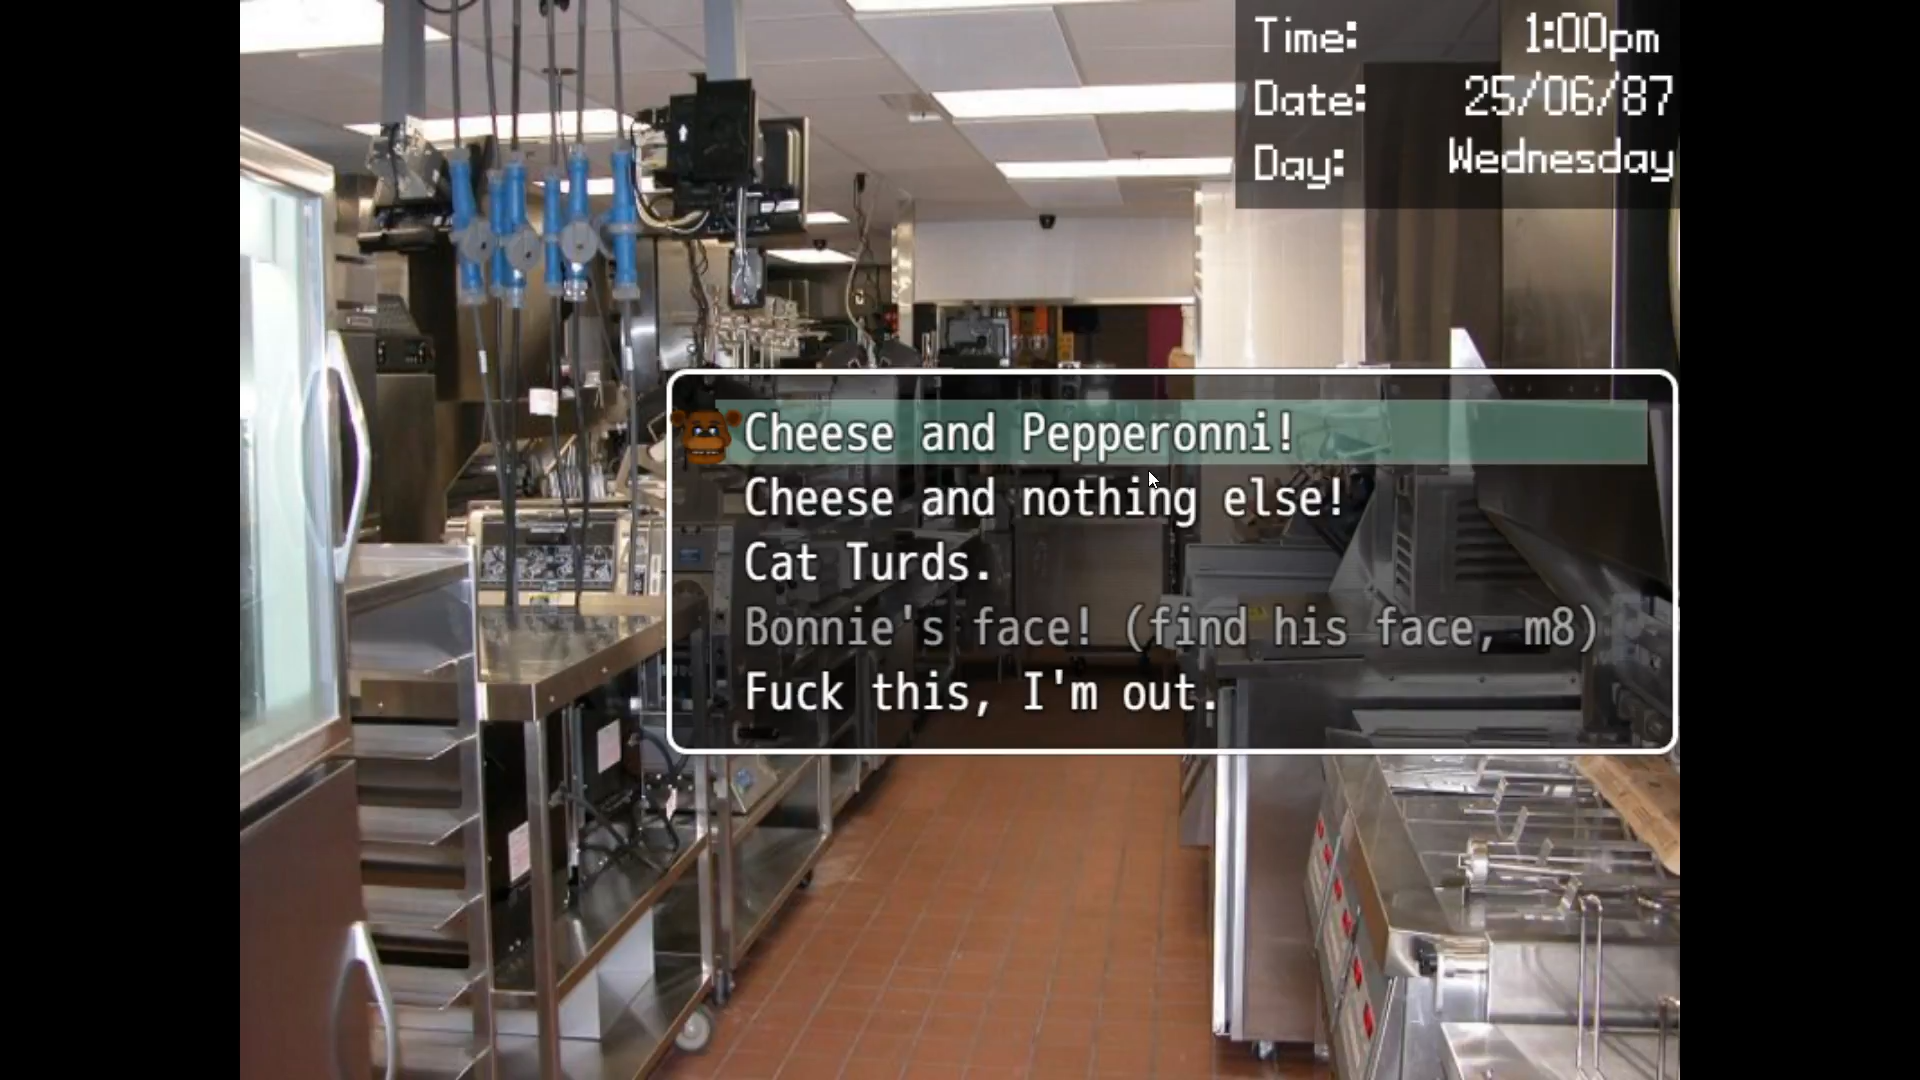 Time: 1:00pm
Date: 25/06/87
Day: Wednesday
Cheese and Pepperonni!
Cheese and nothing else!
Cat Turds.
Bonnie's face! (find his face, m8)
Fuck this, I'm out.